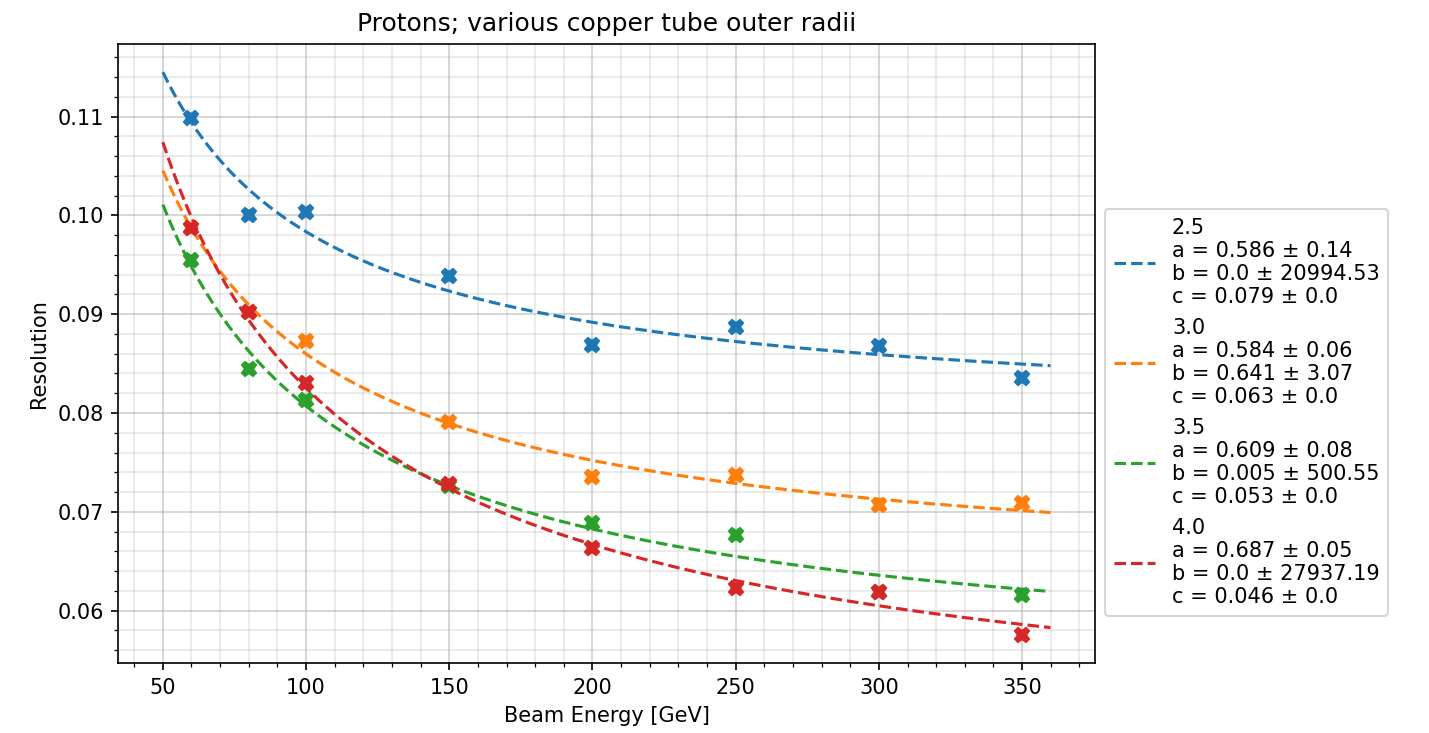 Protons; various copper tube outer radii
0.11
0.10
0.09
0.08
0.07
0.06
Resolution
50 100 150 200 250 300 350
Beam Energy [GeV]
2.5
a = 0.586 ± 0.14
b = 0.0 ± 20994.53
c = 0.079 ± 0.0
3.0
a = 0.584 ± 0.06
b = 0.641 ± 3.07
c = 0.063 ± 0.0
3.5
a = 0.609 ± 0.08
b = 0.005 ± 500.55
c = 0.053 ± 0.0
4.0
a = 0.687 ± 0.05
b = 0.0 ± 27937.19
c = 0.046 ± 0.0